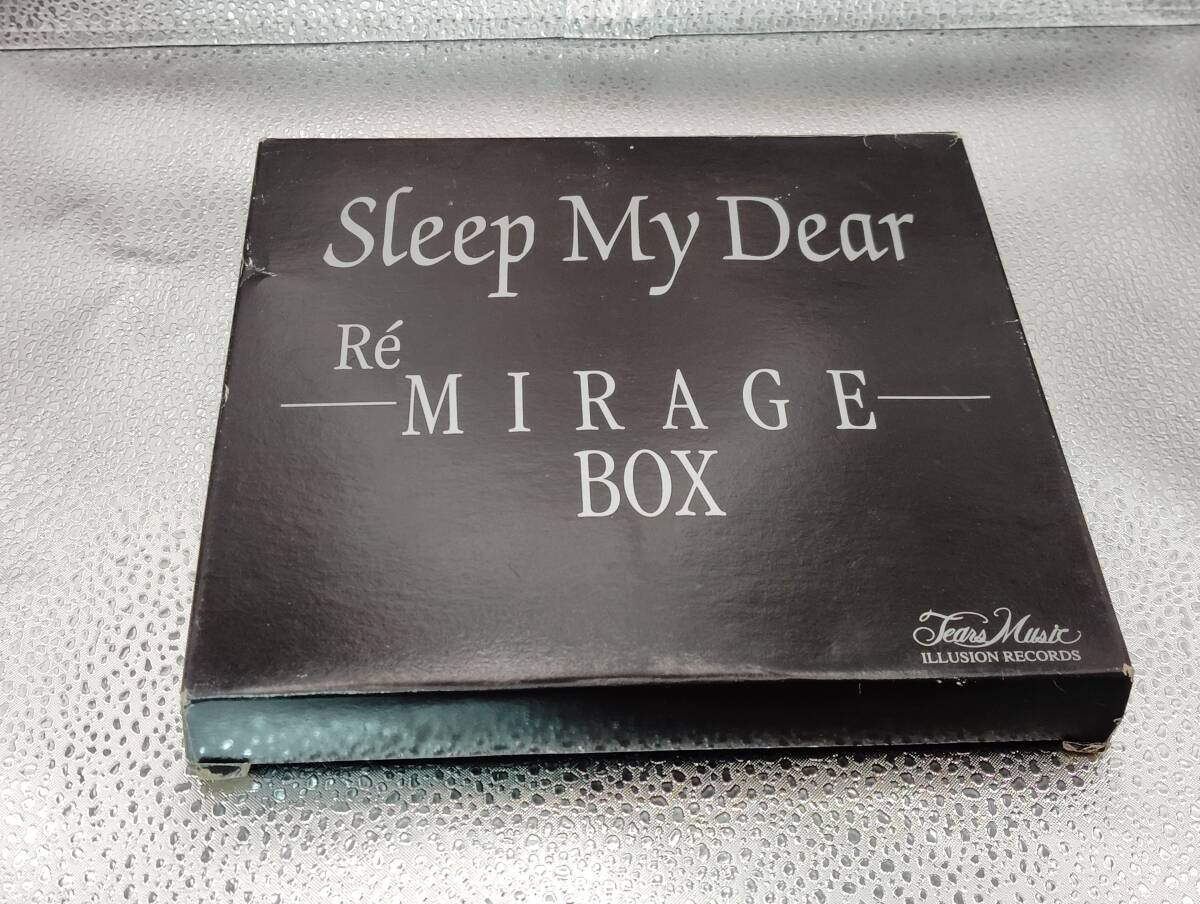 Sleep My Dear
Ré
MIRAGE
BOX
Tears Music
ILLUSION RECORDS